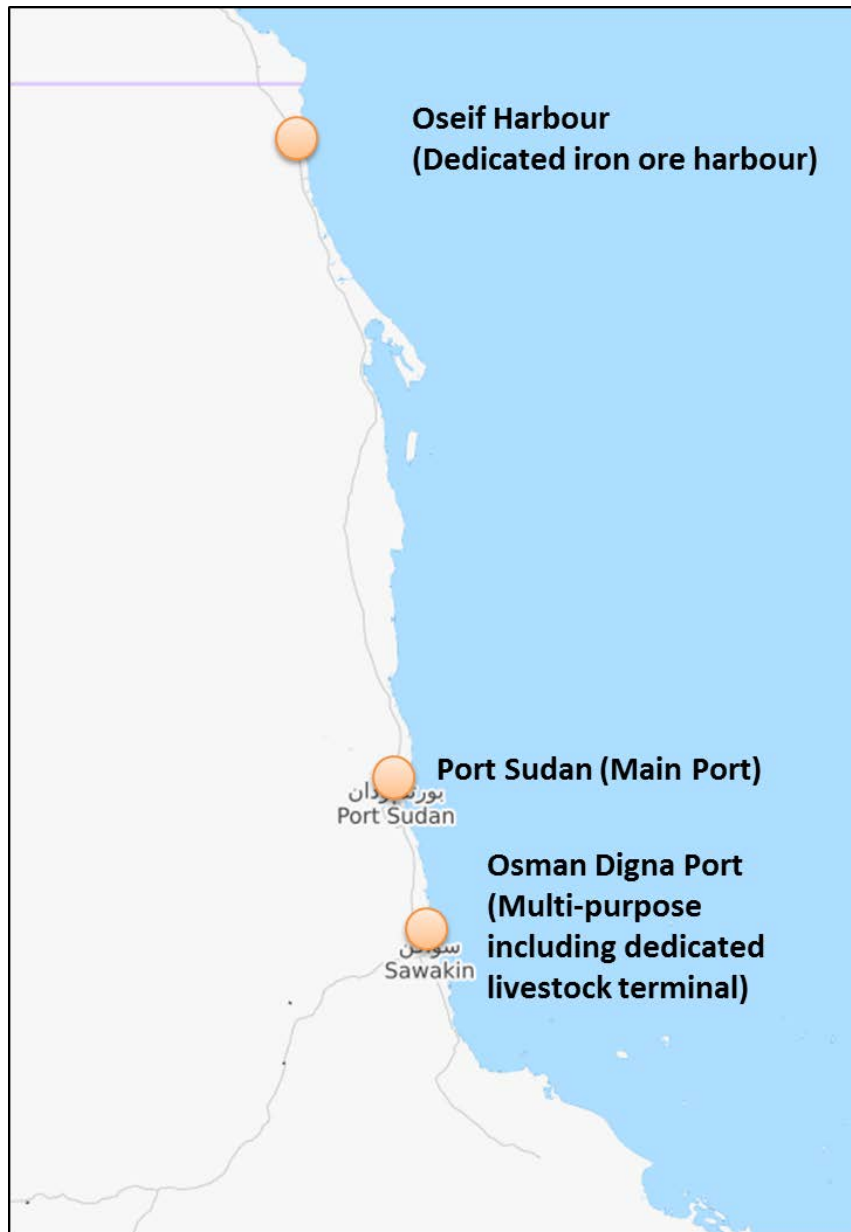 Oseif Harbour
(Dedicated iron ore harbour)
Port Sudan (Main Port)
Port Sudan
Osman Digna Port
(Multi-purpose
including dedicated
livestock terminal)
Sawakin